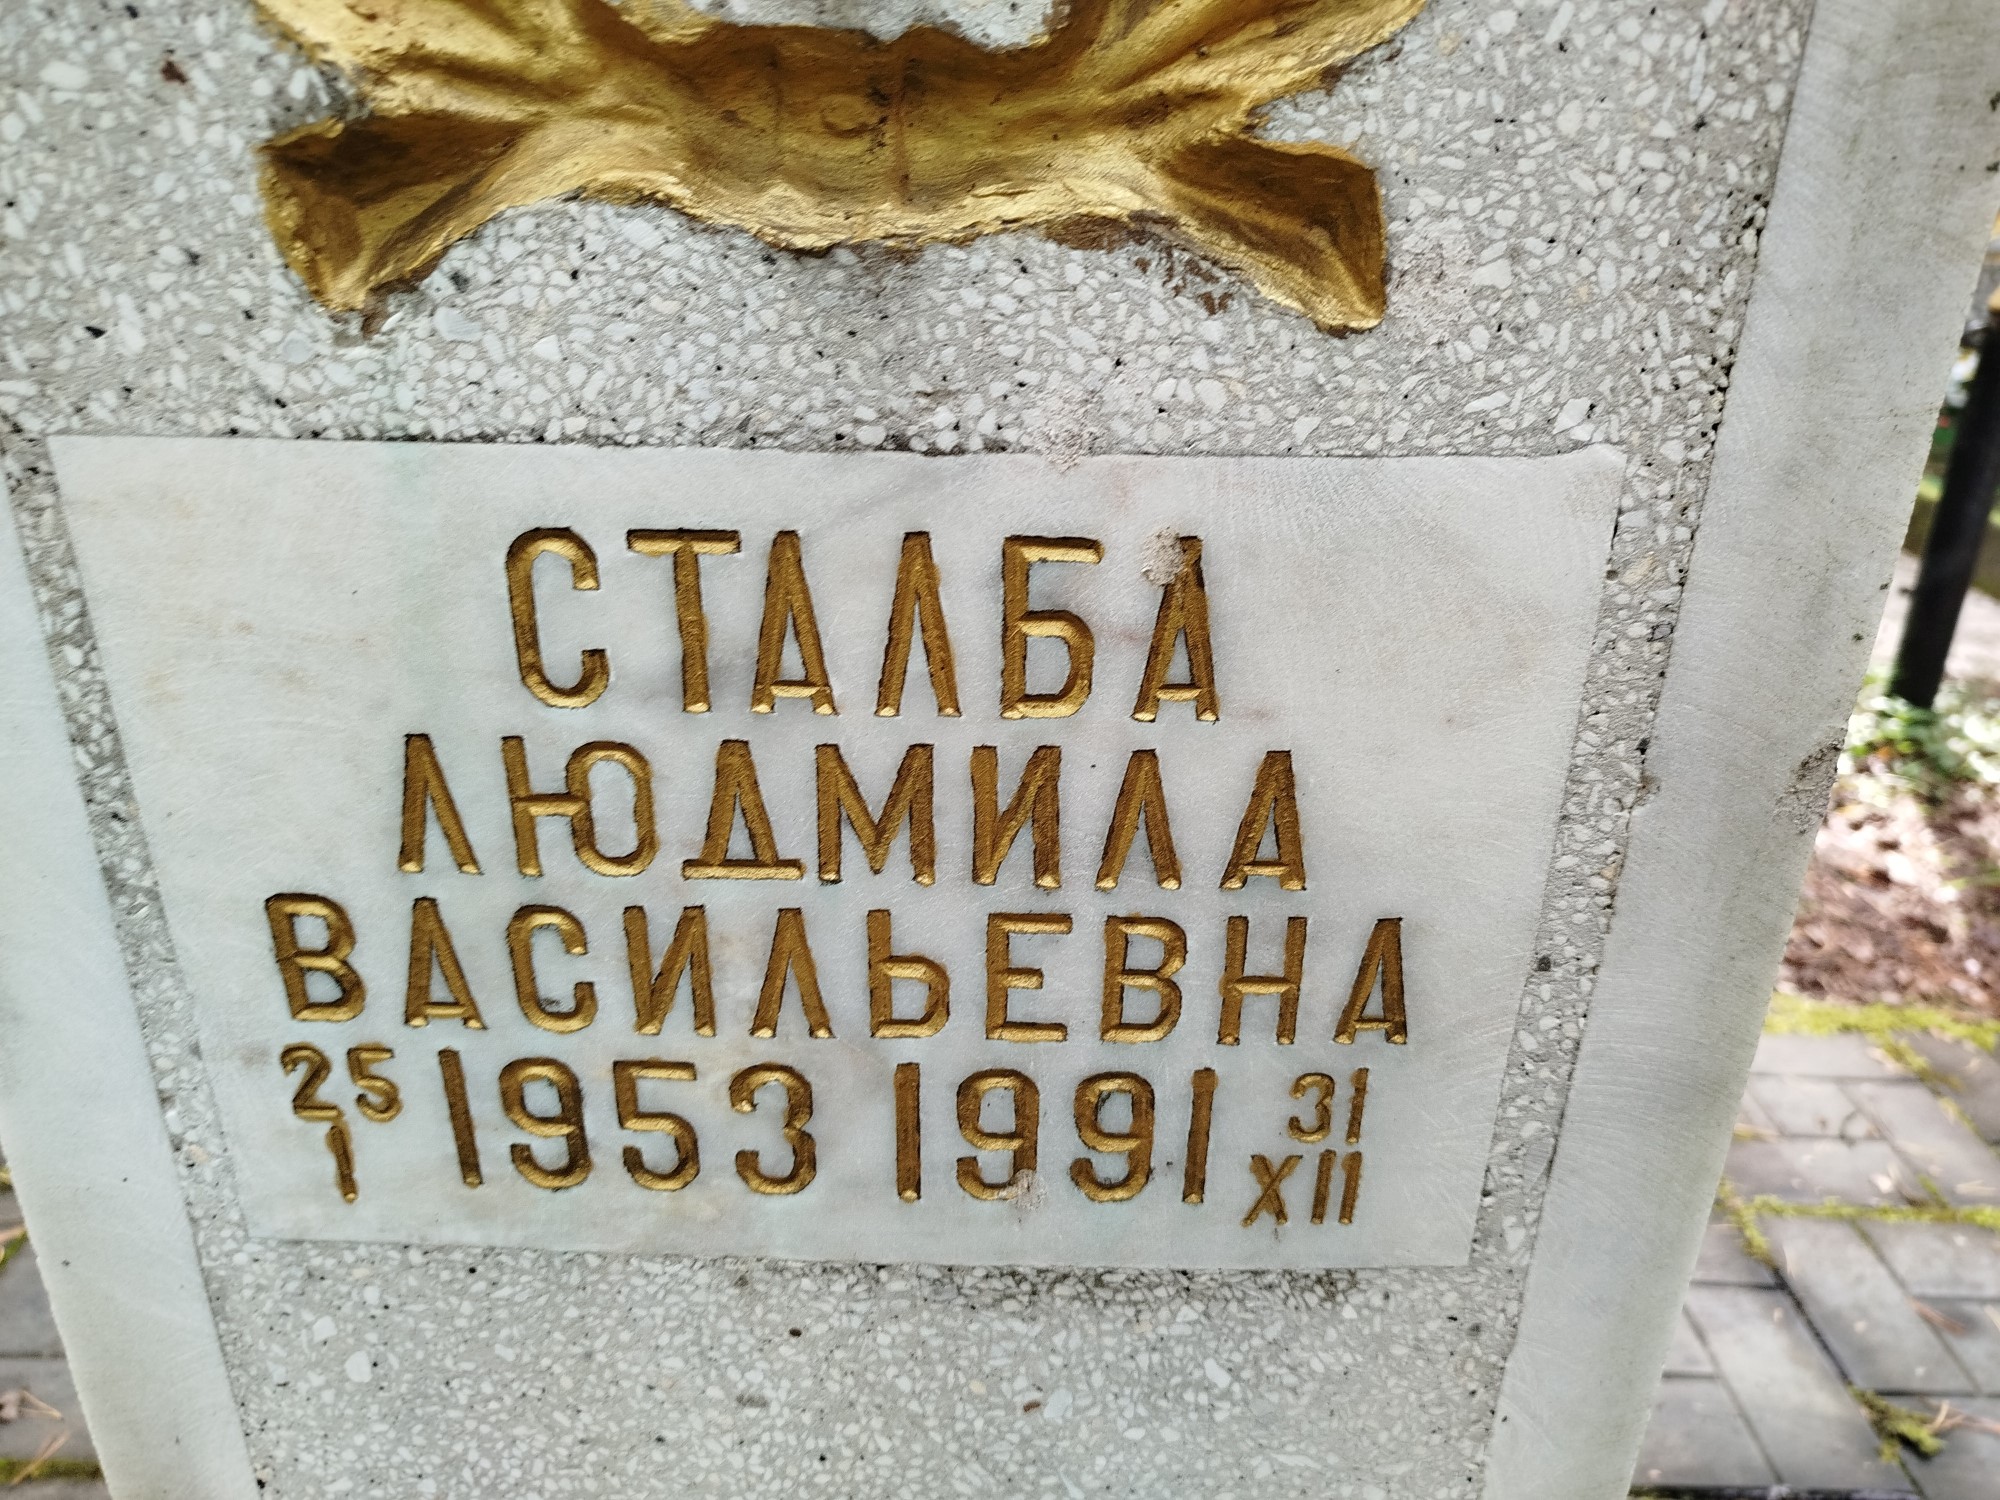 СТАЛБА
ЛЮДМИЛА
ВАСИЛЬЕВНА
25/I 1953 1991 31/XII